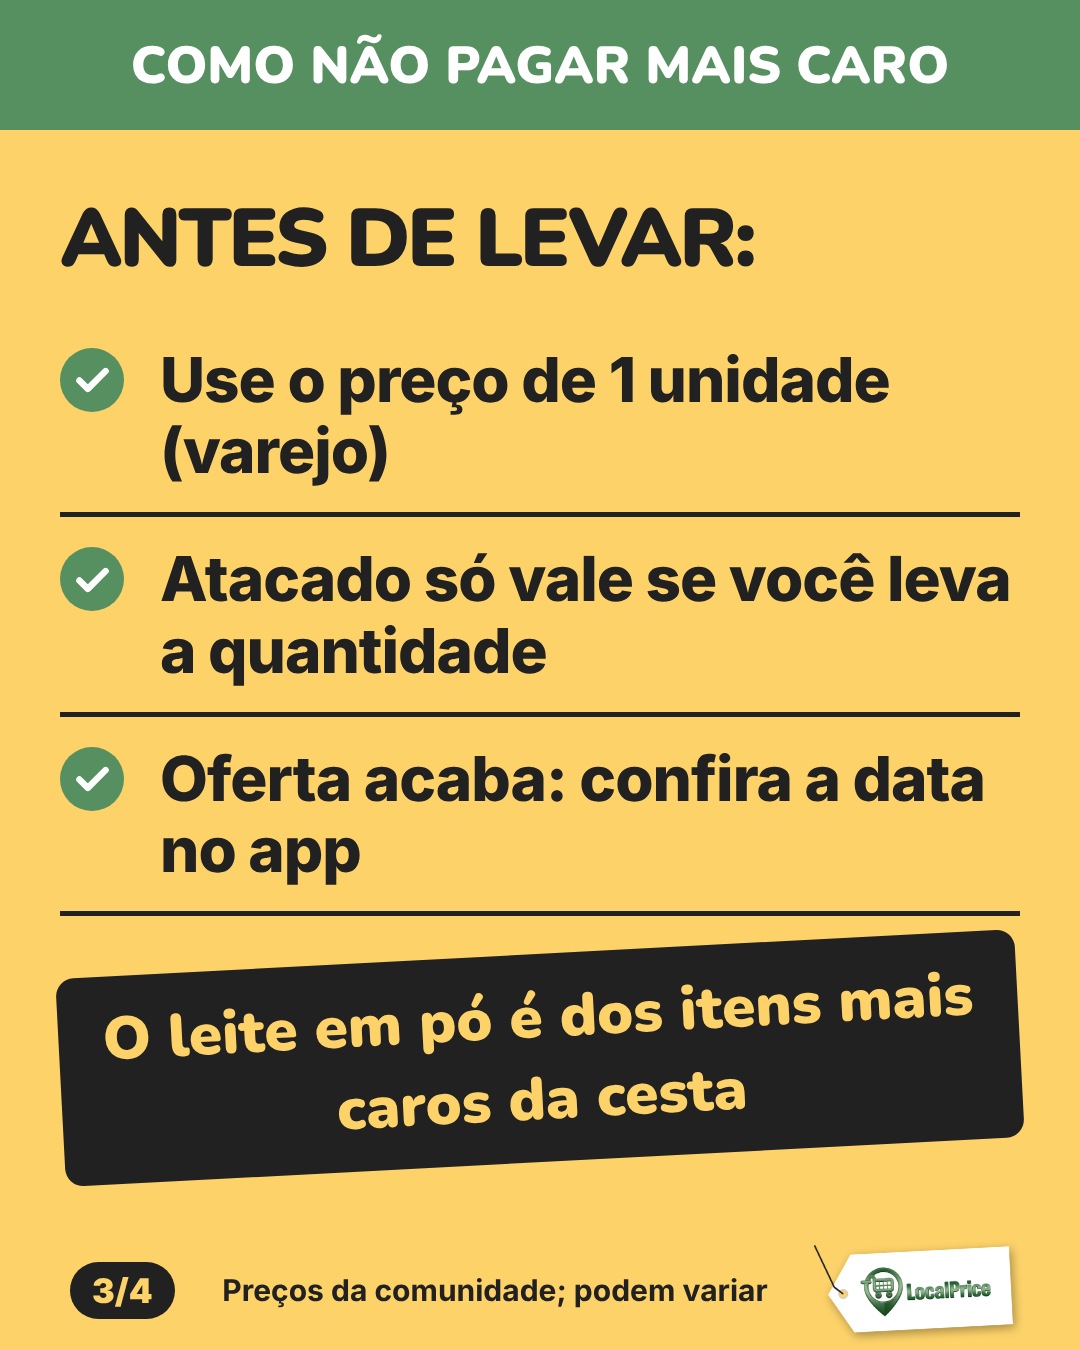 COMO NÃO PAGAR MAIS CARO
ANTES DE LEVAR:
Use o preço de 1 unidade
(varejo)
Atacado só vale se você leva
a quantidade
Oferta acaba: confira a data
no app
O leite em pó é dos itens mais
caros da cesta
3/4
Preços da comunidade; podem variar
LocalPrice